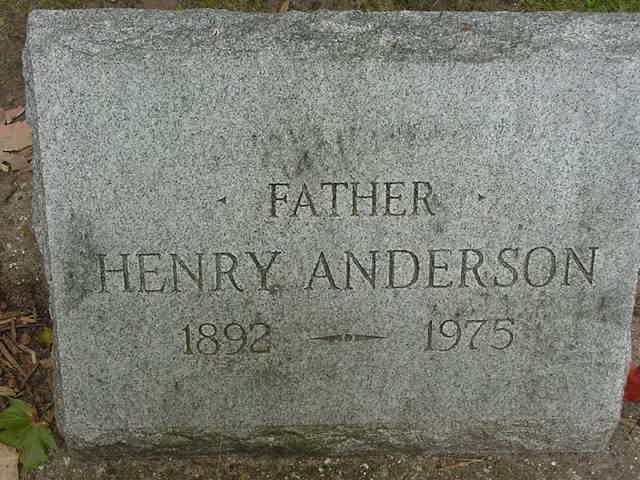 FATHER
HENRY ANDERSON
1892 — 1975